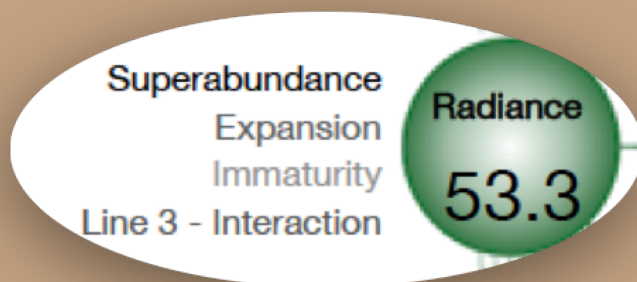 Superabundance
Expansion
Immaturity
Line 3 - Interaction
Radiance
53.3